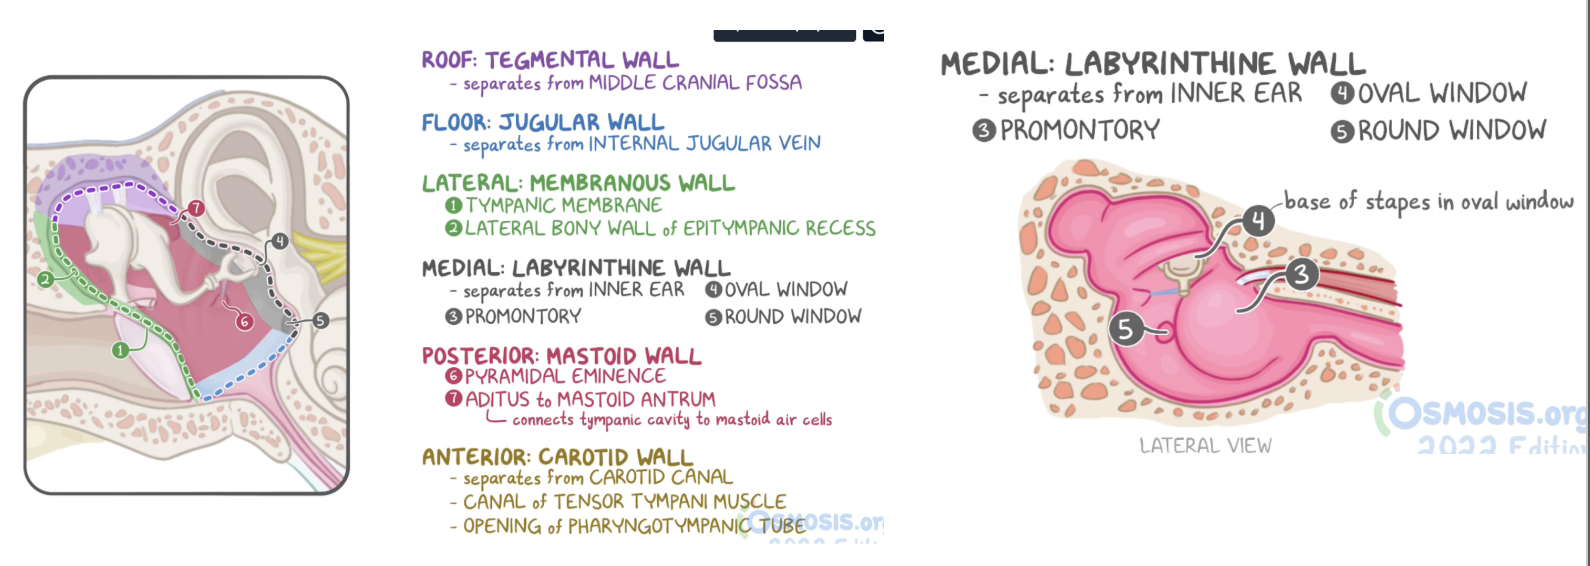 7
4
2
6
5
1
ROOF: TEGMENTAL WALL
- separates from MIDDLE CRANIAL FOSSA
FLOOR: JUGULAR WALL
- separates from INTERNAL JUGULAR VEIN
LATERAL: MEMBRANOUS WALL
1 TYMPANIC MEMBRANE
2 LATERAL BONY WALL of EPITYMPANIC RECESS
MEDIAL: LABYRINTHINE WALL
- separates from INNER EAR 4 OVAL WINDOW
3 PROMONTORY 5 ROUND WINDOW
POSTERIOR: MASTOID WALL
6 PYRAMIDAL EMINENCE
7 ADITUS to MASTOID ANTRUM
connects tympanic cavity to mastoid air cells
ANTERIOR: CAROTID WALL
- separates from CAROTID CANAL
- CANAL of TENSOR TYMPANI MUSCLE
- OPENING of PHARYNGOTYMPANIC TUBE
OSMOSIS.or
MEDIAL: LABYRINTHINE WALL
- separates from INNER EAR 4 OVAL WINDOW
3 PROMONTORY 5 ROUND WINDOW
base of stapes in oval window
4
3
5
LATERAL VIEW
OSMOSIS.org
2022 Edition